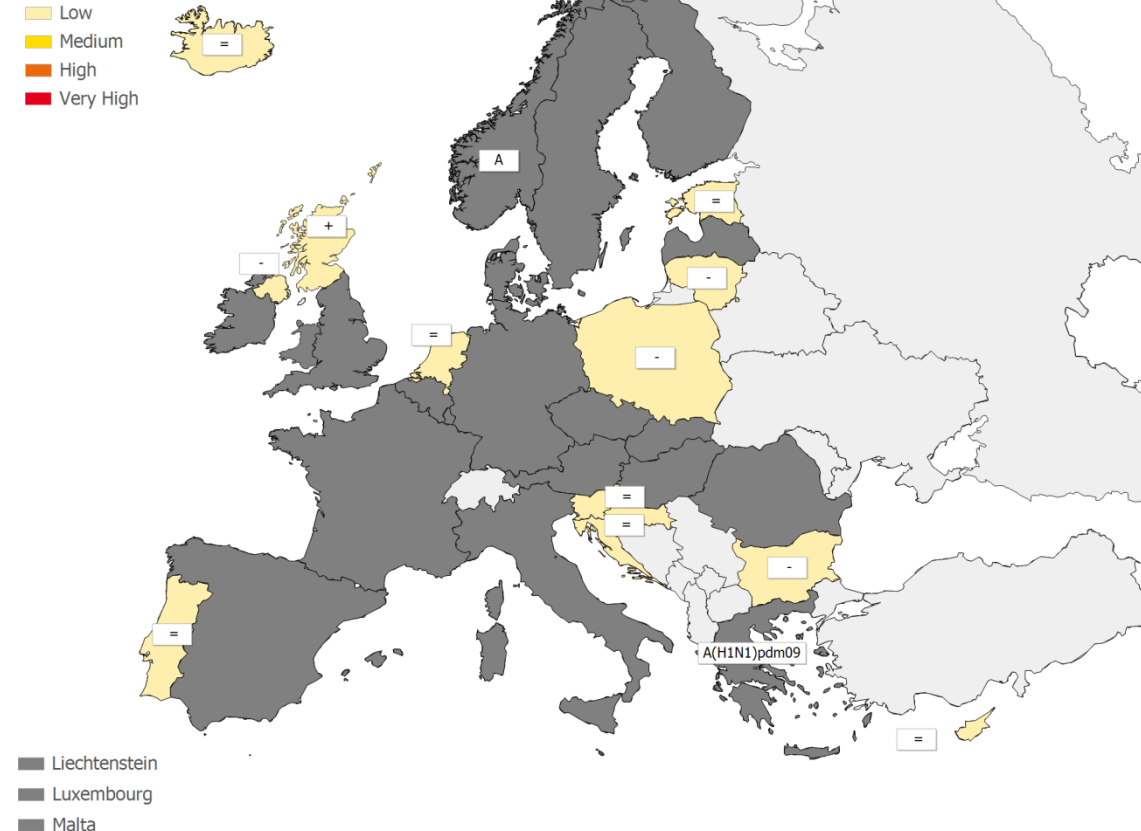 Low
Medium
High
Very High
=
A
=
+
-
-
=
-
=
=
-
=
A(H1N1)pdm09
=
Liechtenstein
Luxembourg
Malta